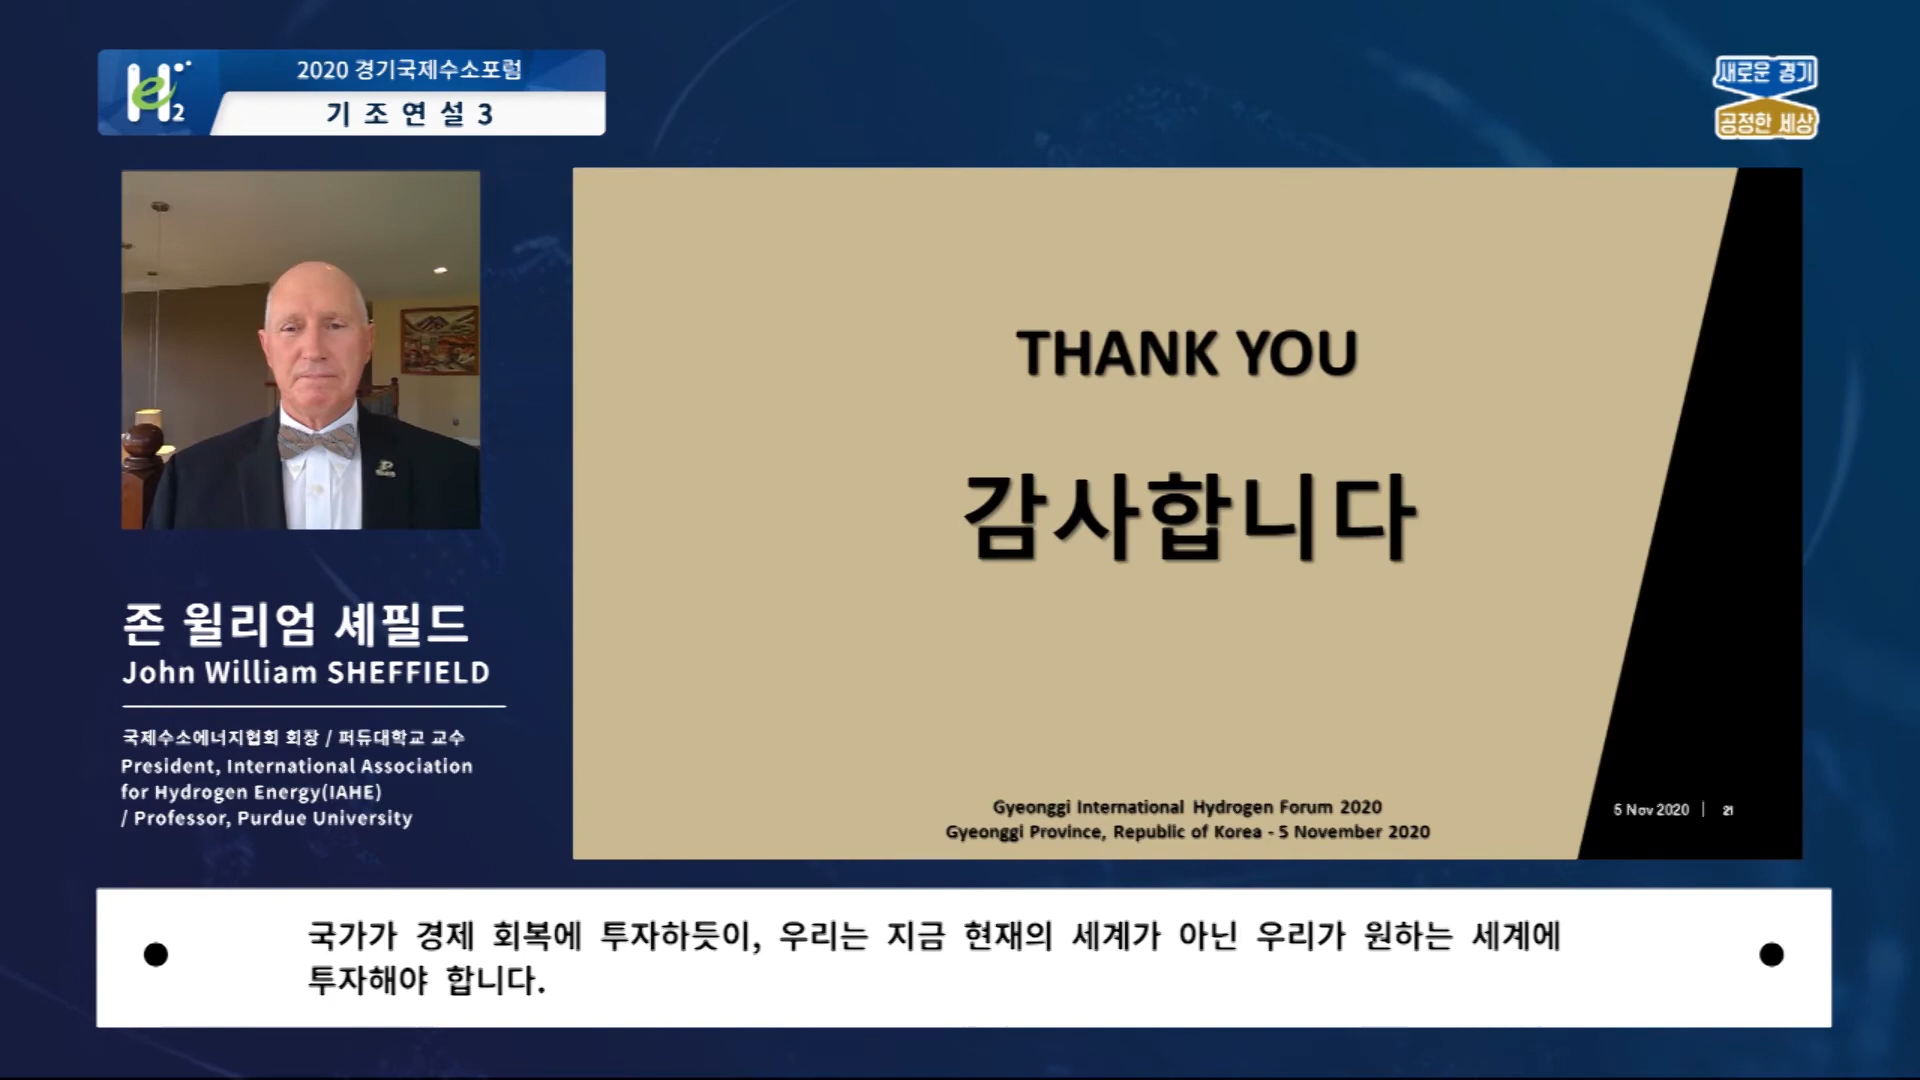 He2
2020 경기국제수소포럼
기조연설3
새로운 경기
공정한 세상
THANK YOU
감사합니다
Gyeonggi International Hydrogen Forum 2020
Gyeonggi Province, Republic of Korea - 5 November 2020
5 Nov 2020 | 21
존 윌리엄 셰필드
John William SHEFFIELD
국제수소에너지협회 회장 / 퍼듀대학교 교수
President, International Association
for Hydrogen Energy(IAHE)
/ Professor, Purdue University
국가가 경제 회복에 투자하듯이, 우리는 지금 현재의 세계가 아닌 우리가 원하는 세계에
투자해야 합니다.